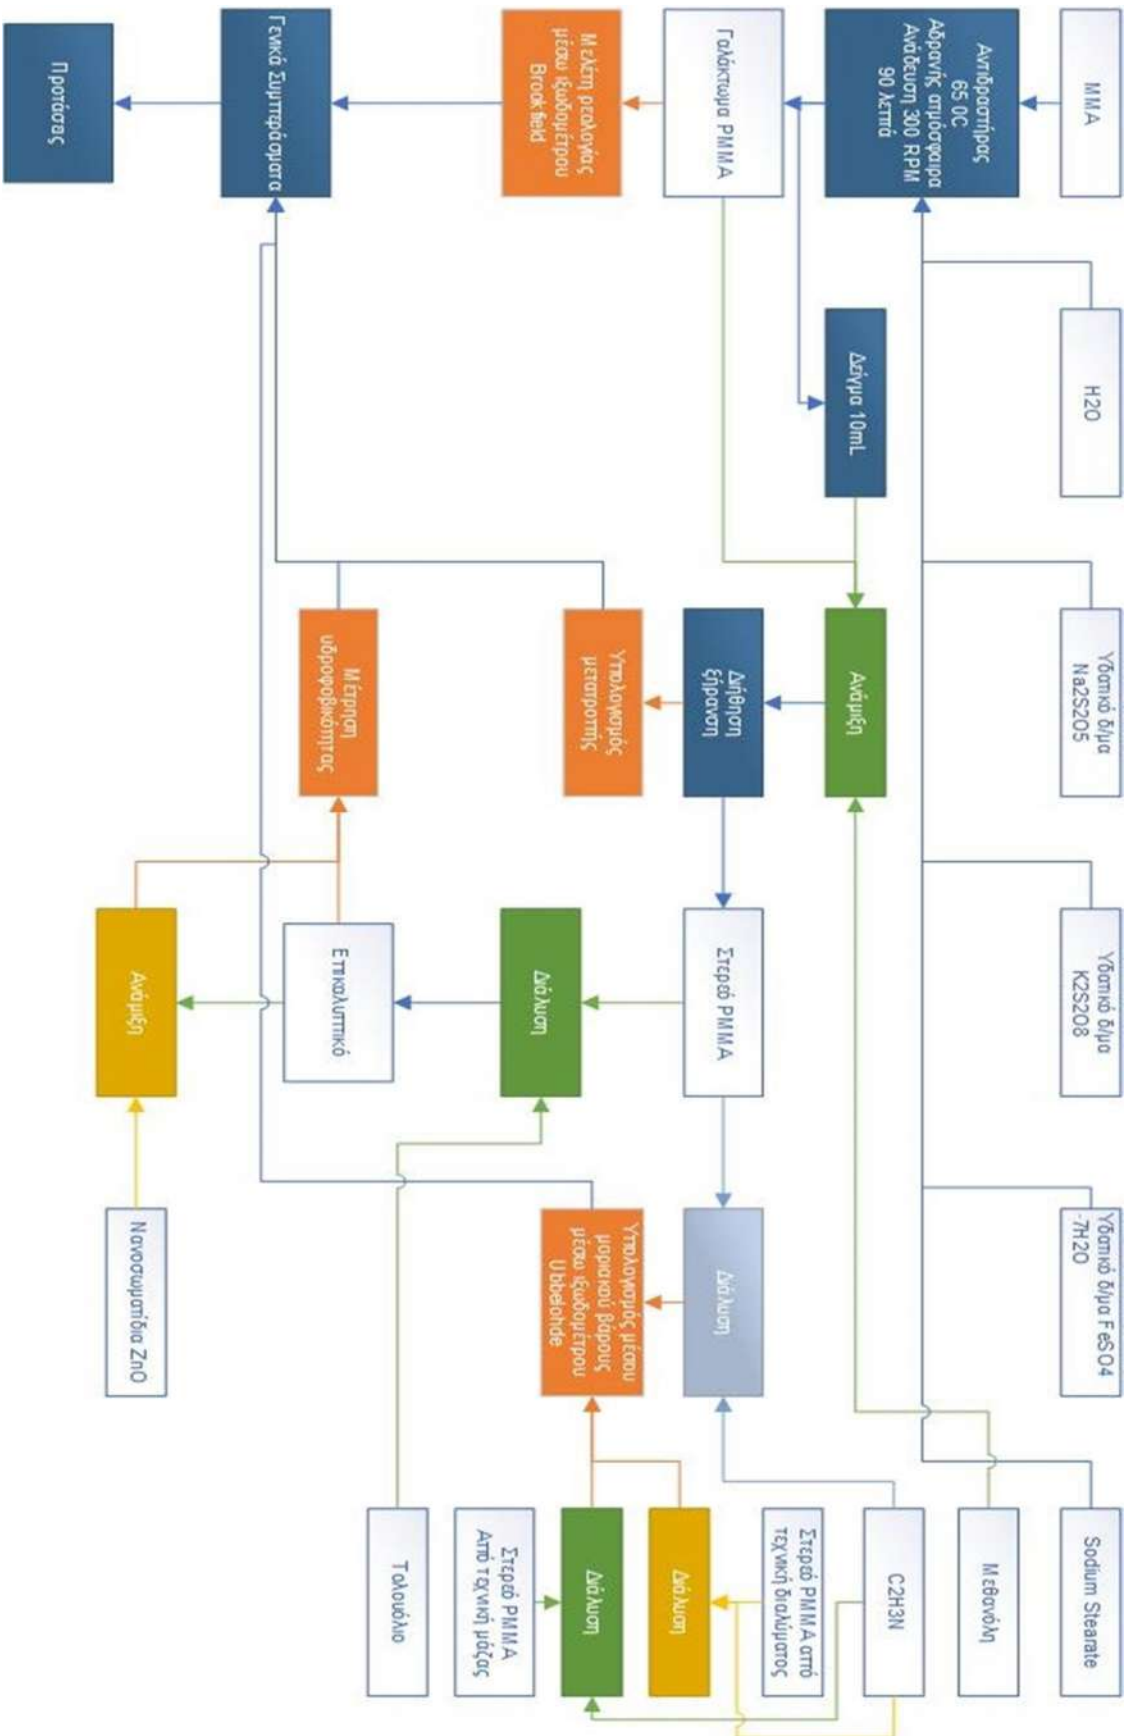 MMA
H2O
Υδατικό δ/μα
Na2S2O5
Υδατικό δ/μα
K2S2O8
Υδατικό δ/μα FeSO4
-7H2O
Sodium Stearate
Αντιδραστήρας
65 0C
Αδρανής ατμόσφαιρα
Ανάδευση 300 RPM
90 λεπτά
Δείγμα 10mL
Ανάμιξη
Μεθανόλη
C2H3N
Γαλάκτωμα PMMA
Διήθηση
ξήρανση
Στερεό PMMA
Διάλυση
Στερεό PMMA από
τεχνική διαλύματος
Διάλυση
Μελέτη ρεολογίας
μέσω ιξωδομέτρου
Brookfield
Υπολογισμός
μετατροπής
Διάλυση
Υπολογισμός μέσου
μοριακού βάρους
μέσω ιξωδομέτρου
Ubbelohde
Διάλυση
Στερεό PMMA
Από τεχνική μάζας
Γενικά Συμπεράσματα
Μέτρηση
υδροφοβικότητας
Επικαλυπτικό
Τολουόλιο
Προτάσεις
Ανάμιξη
Νανοσωματίδια ZnO